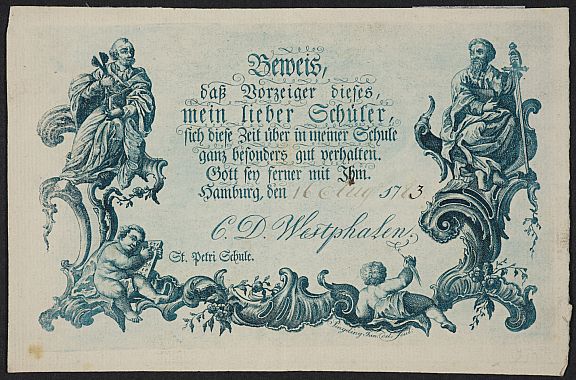 Beweis,
daß Vorzeiger dieses,
mein lieber Schüler,
sich diese Zeit über in meiner Schule
ganz besonders gut verhalten.
Gott sey ferner mit Ihm.
Hamburg, den 16 Aug 1783
C. D. Westphalen,
St. Petri Schule.